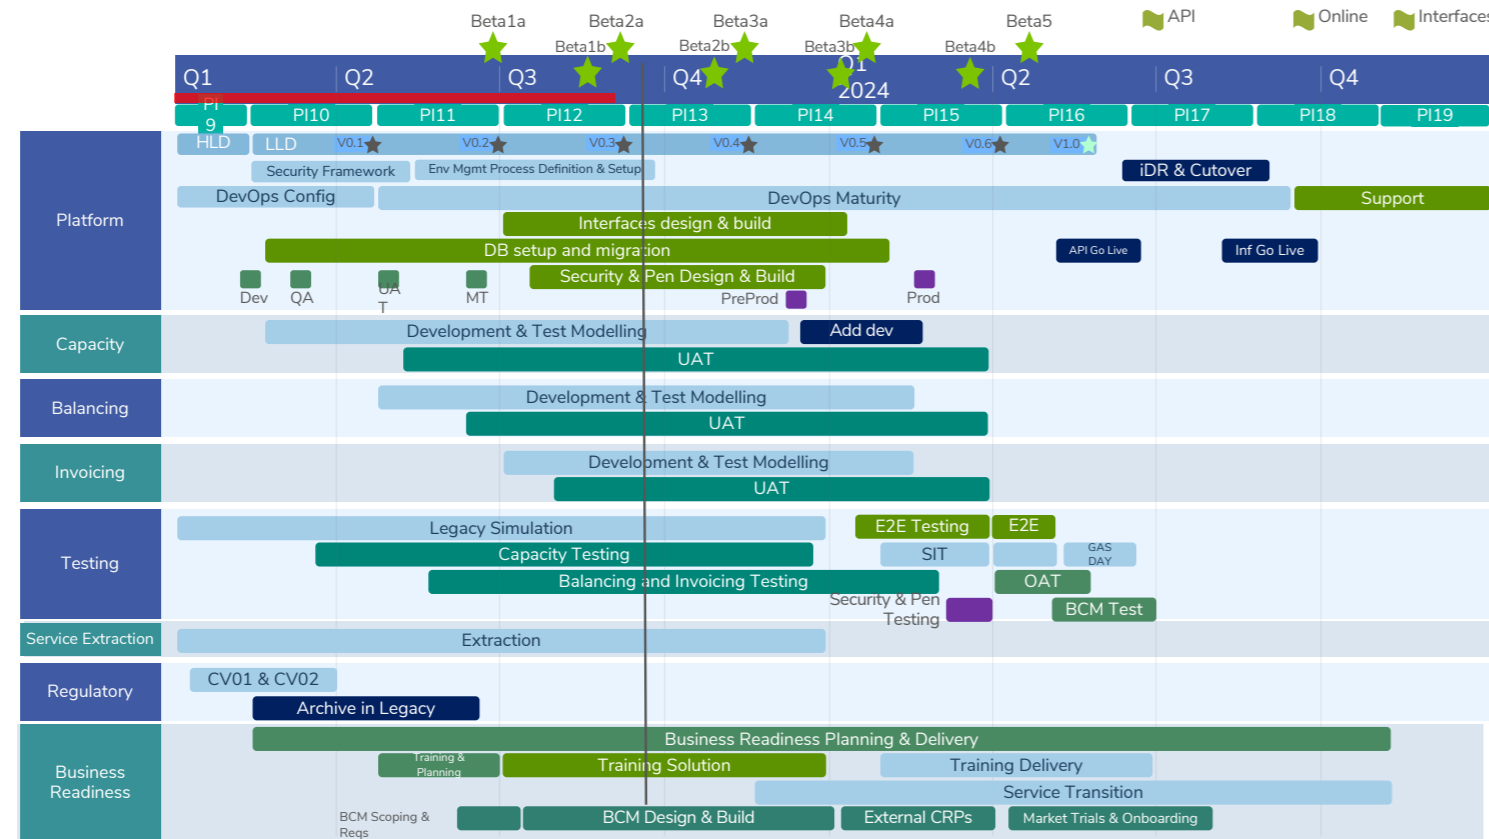 Beta1a
Beta2a
Beta3a
Beta4a
Beta5
API
Online
Interfaces
Beta1b
Beta2b
Beta3b
Beta4b
Q1
Q2
Q3
Q4
Q1
2024
Q2
Q3
Q4
PI
9
PI10
PI11
PI12
PI13
PI14
PI15
PI16
PI17
PI18
PI19
Platform
HLD
LLD
V0.1
V0.2
V0.3
V0.4
V0.5
V0.6
V1.0
Security Framework
Env Mgmt Process Definition & Setup
iDR & Cutover
DevOps Config
DevOps Maturity
Support
Interfaces design & build
DB setup and migration
API Go Live
Inf Go Live
Security & Pen Design & Build
Dev
QA
UA
T
MT
PreProd
Prod
Capacity
Development & Test Modelling
Add dev
UAT
Balancing
Development & Test Modelling
UAT
Invoicing
Development & Test Modelling
UAT
Testing
Legacy Simulation
E2E Testing
E2E
Capacity Testing
SIT
GAS
DAY
Balancing and Invoicing Testing
OAT
Security & Pen
Testing
BCM Test
Service Extraction
Extraction
Regulatory
CV01 & CV02
Archive in Legacy
Business
Readiness
Business Readiness Planning & Delivery
Training &
Planning
Training Solution
Training Delivery
Service Transition
BCM Scoping &
Reqs
BCM Design & Build
External CRPs
Market Trials & Onboarding